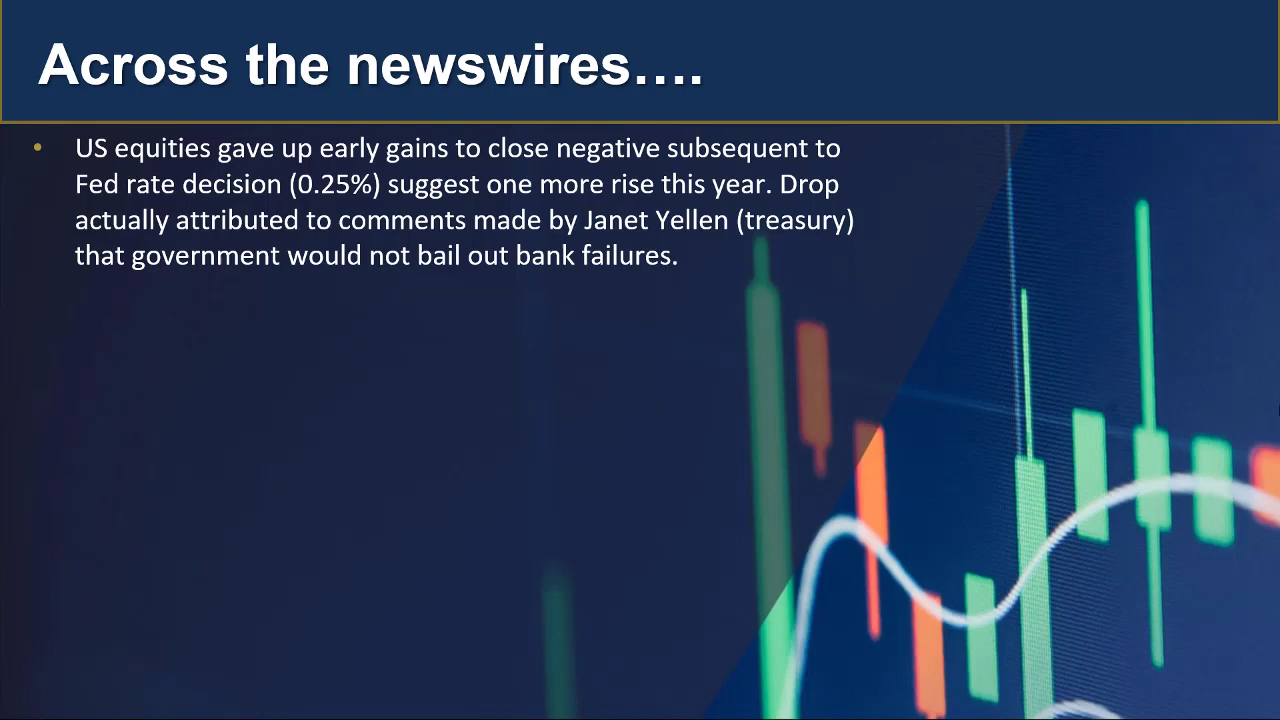 Across the newswires….
• US equities gave up early gains to close negative subsequent to
Fed rate decision (0.25%) suggest one more rise this year. Drop
actually attributed to comments made by Janet Yellen (treasury)
that government would not bail out bank failures.